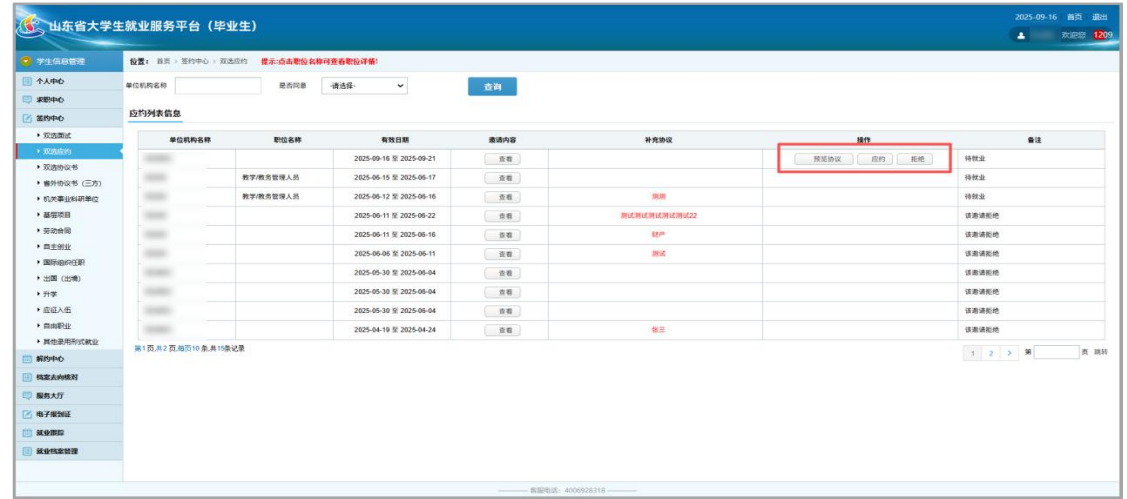 山东省大学生就业服务平台（毕业生）
2025-09-16 首页 退出
欢迎您 1209
学生信息管理
个人中心
求职中心
签约中心
双选面试
双选应约
双选协议书
省外协议书（三方）
机关事业科研单位
基层项目
劳动合同
自主创业
国际组织任职
出国（出境）
升学
应征入伍
自由职业
其他录用形式就业
解约中心
档案去向核对
服务大厅
电子报到证
就业跟踪
就业档案管理
位置： 首页 > 签约中心 > 双选应约 提示:点击职位名称可查看职位详情!
单位机构名称 是否同意 -请选择- 查询
应约列表信息
单位机构名称 职位名称 有效日期 邀请内容 补充协议 操作 备注
2025-09-16 至 2025-09-21 查看 预览协议 应约 拒绝 待就业
教学/教务管理人员 2025-06-15 至 2025-06-17 查看 待就业
教学/教务管理人员 2025-06-12 至 2025-06-16 查看 测测 待就业
2025-06-11 至 2025-06-22 查看 测试测试测试测试测试22 该邀请拒绝
2025-06-11 至 2025-06-16 查看 财产 该邀请拒绝
2025-06-06 至 2025-06-11 查看 测试 该邀请拒绝
2025-05-30 至 2025-06-04 查看 该邀请拒绝
2025-05-30 至 2025-06-04 查看 该邀请拒绝
2025-05-30 至 2025-06-04 查看 该邀请拒绝
2025-04-19 至 2025-04-24 查看 张三 该邀请拒绝
第1 页,共2 页,每页10 条,共15条记录
1 2 > 第 页 跳转
客服电话：4006928318